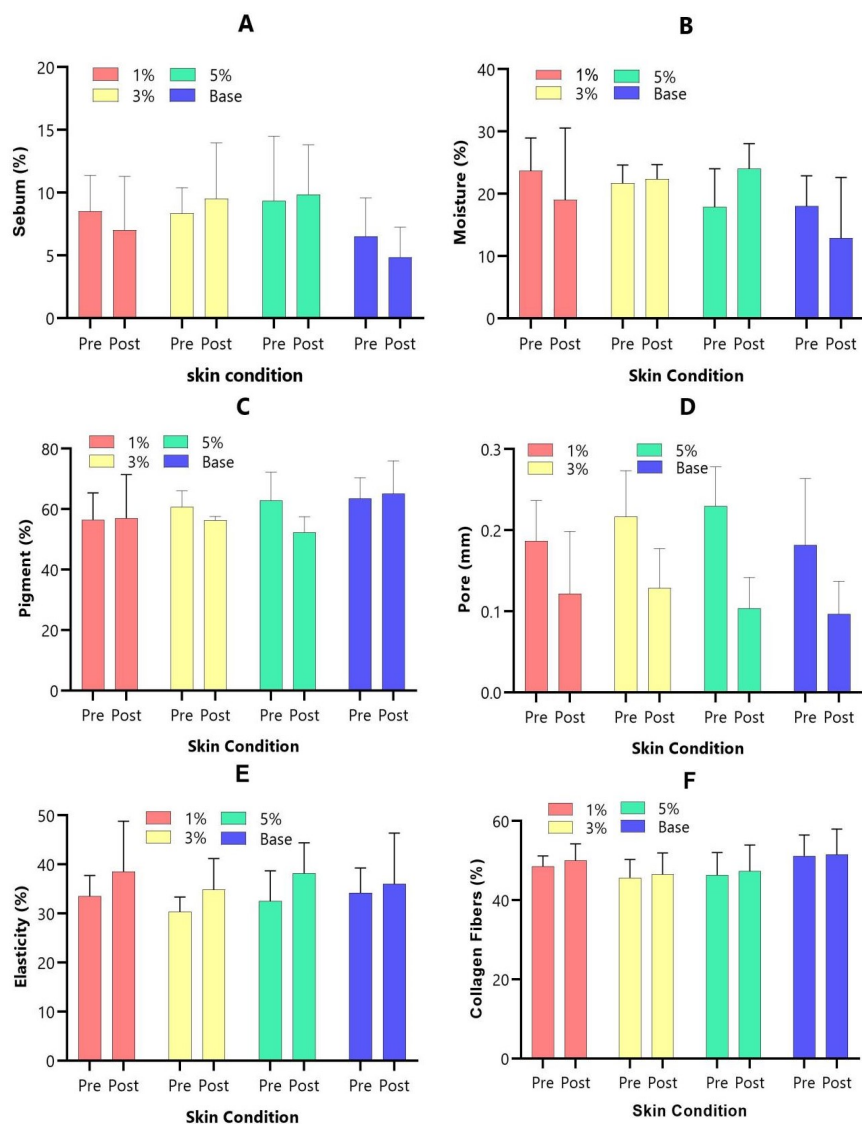 A
Sebum (%)
20
15
10
5
0
1% 5%
3% Base
Pre Post Pre Post Pre Post Pre Post
skin condition
B
Moisture (%)
40
30
20
10
0
1% 5%
3% Base
Pre Post Pre Post Pre Post Pre Post
Skin Condition
C
Pigment (%)
80
60
40
20
0
1% 5%
3% Base
Pre Post Pre Post Pre Post Pre Post
Skin Condition
D
Pore (mm)
0.3
0.2
0.1
0.0
1% 5%
3% Base
Pre Post Pre Post Pre Post Pre Post
Skin Condition
E
Elasticity (%)
50
40
30
20
10
0
1% 5%
3% Base
Pre Post Pre Post Pre Post Pre Post
Skin Condition
F
Collagen Fibers (%)
60
40
20
0
1% 5%
3% Base
Pre Post Pre Post Pre Post Pre Post
Skin Condition